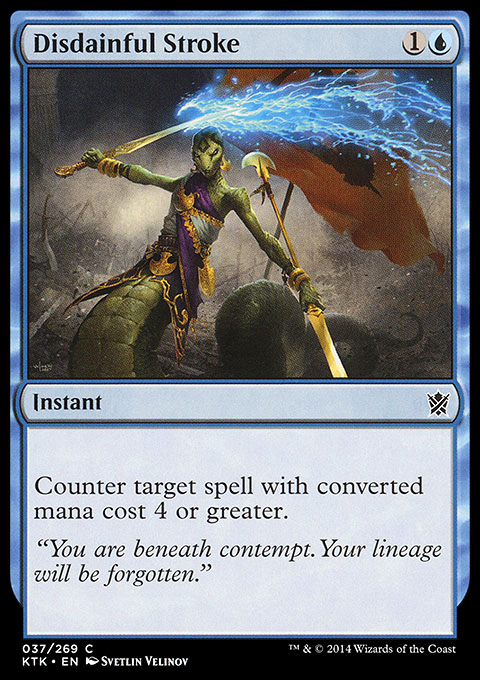 Disdainful Stroke 1
Instant
Counter target spell with converted
mana cost 4 or greater.
“You are beneath contempt. Your lineage
will be forgotten.”
037/269 C
KTK • EN Svetlin Velinov
™ & © 2014 Wizards of the Coast